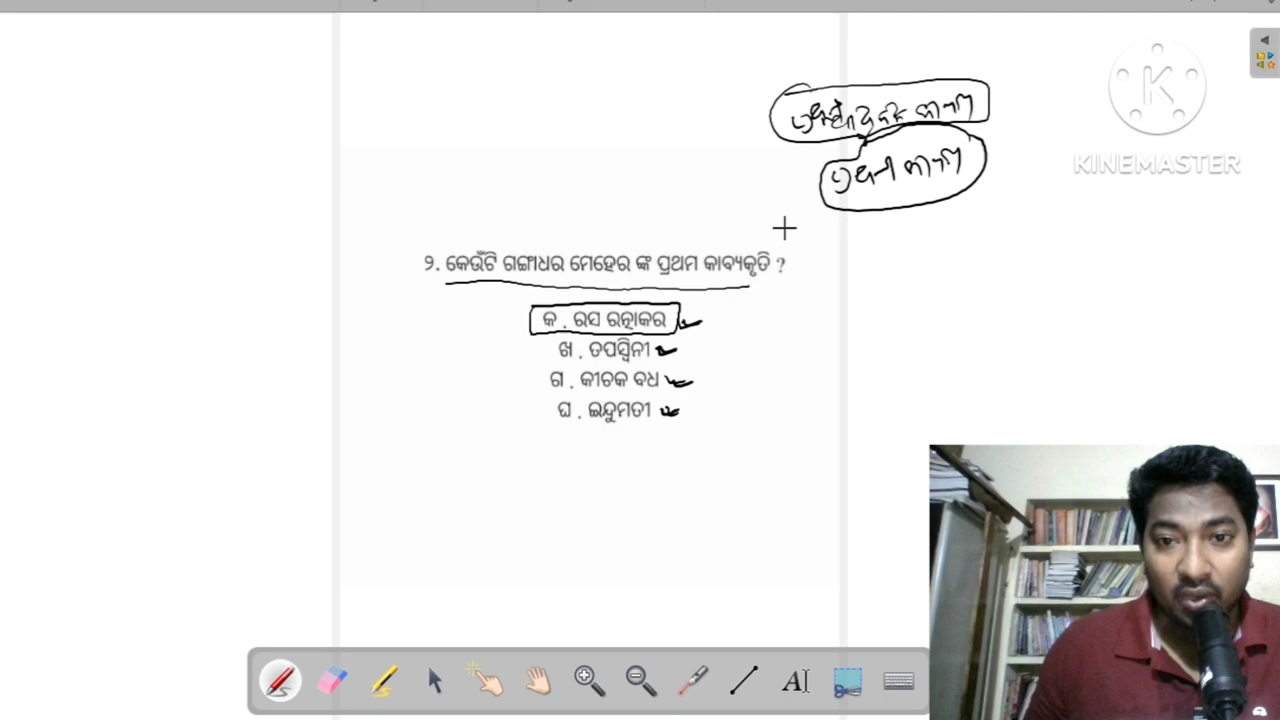 KINEMASTER
୨. କେଉଁଟି ଗଙ୍ଗାଧର ମେହେର ଙ୍କ ପ୍ରଥମ କାବ୍ୟକୃତି ?
କ . ରସ ରତ୍ନାକର
ଖ . ତପସ୍ୱିନୀ
ଗ . କୀଚକ ବଧ
ଘ . ଇନ୍ଦୁମତୀ